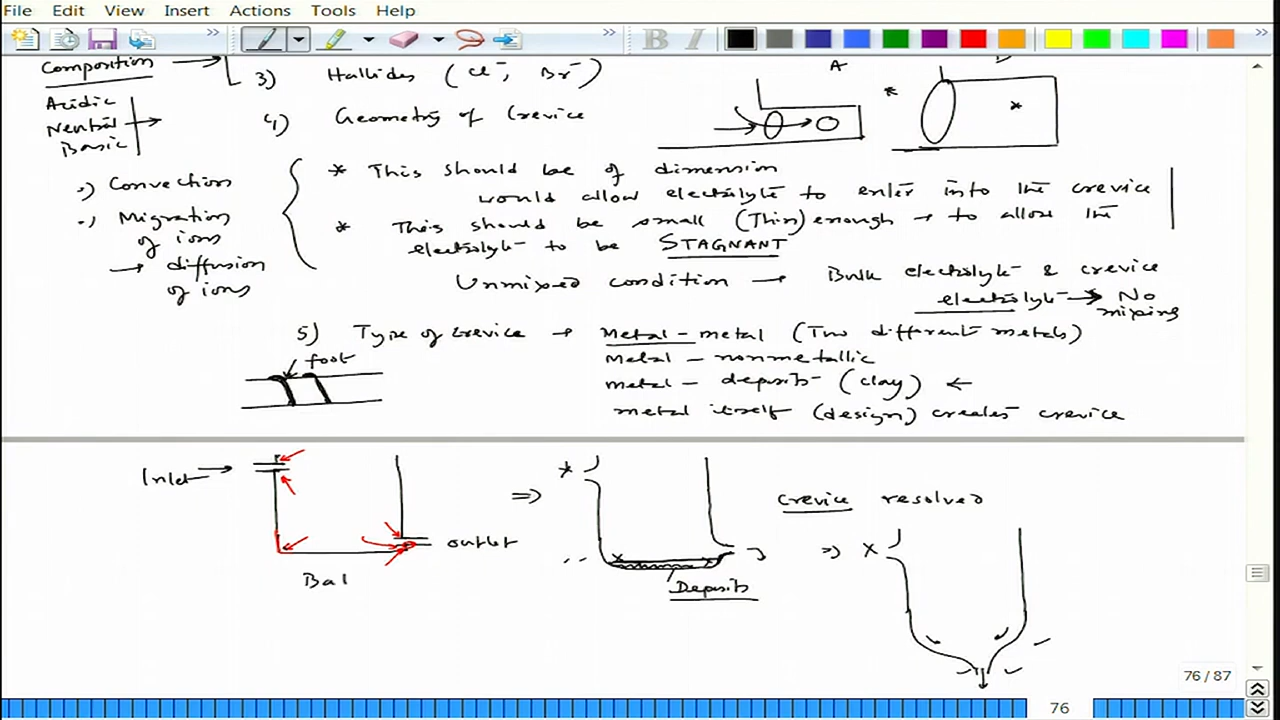 File Edit View Insert Actions Tools Help
Composition → 3) Hallides (Cl⁻, Br⁻)
A
Acidic
Neutral
Basic
4) Geometry of Crevice
* This should be of dimension
would allow electrolyte to enter into the crevice
* This should be small (Thin) enough → to allow the
electrolyte to be STAGNANT
.) Convection
.) Migration
of ions
→ diffusion
of ions
Unmixed condition → Bulk electrolyte & crevice
electrolyte → No
mixing
5) Type of crevice → Metal - metal (Two different metals)
foot
Metal - nonmetallic
metal - deposits (clay) ←
metal itself (design) creates crevice
Inlet →
outlet
Bad
⇒
Deposits
Crevice resolved
⇒
76 / 87
76